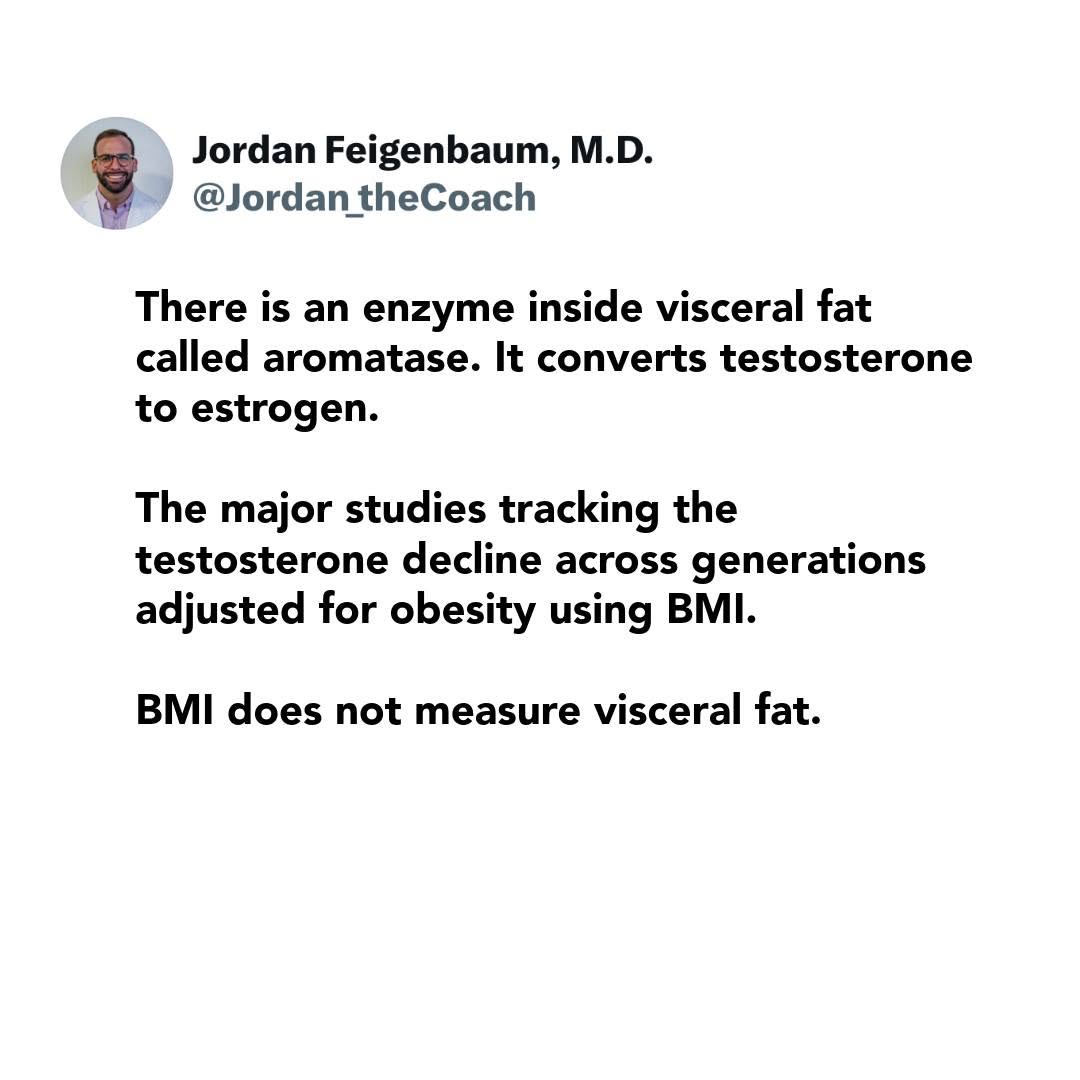 Jordan Feigenbaum, M.D.
@Jordan_theCoach
There is an enzyme inside visceral fat
called aromatase. It converts testosterone
to estrogen.
The major studies tracking the
testosterone decline across generations
adjusted for obesity using BMI.
BMI does not measure visceral fat.